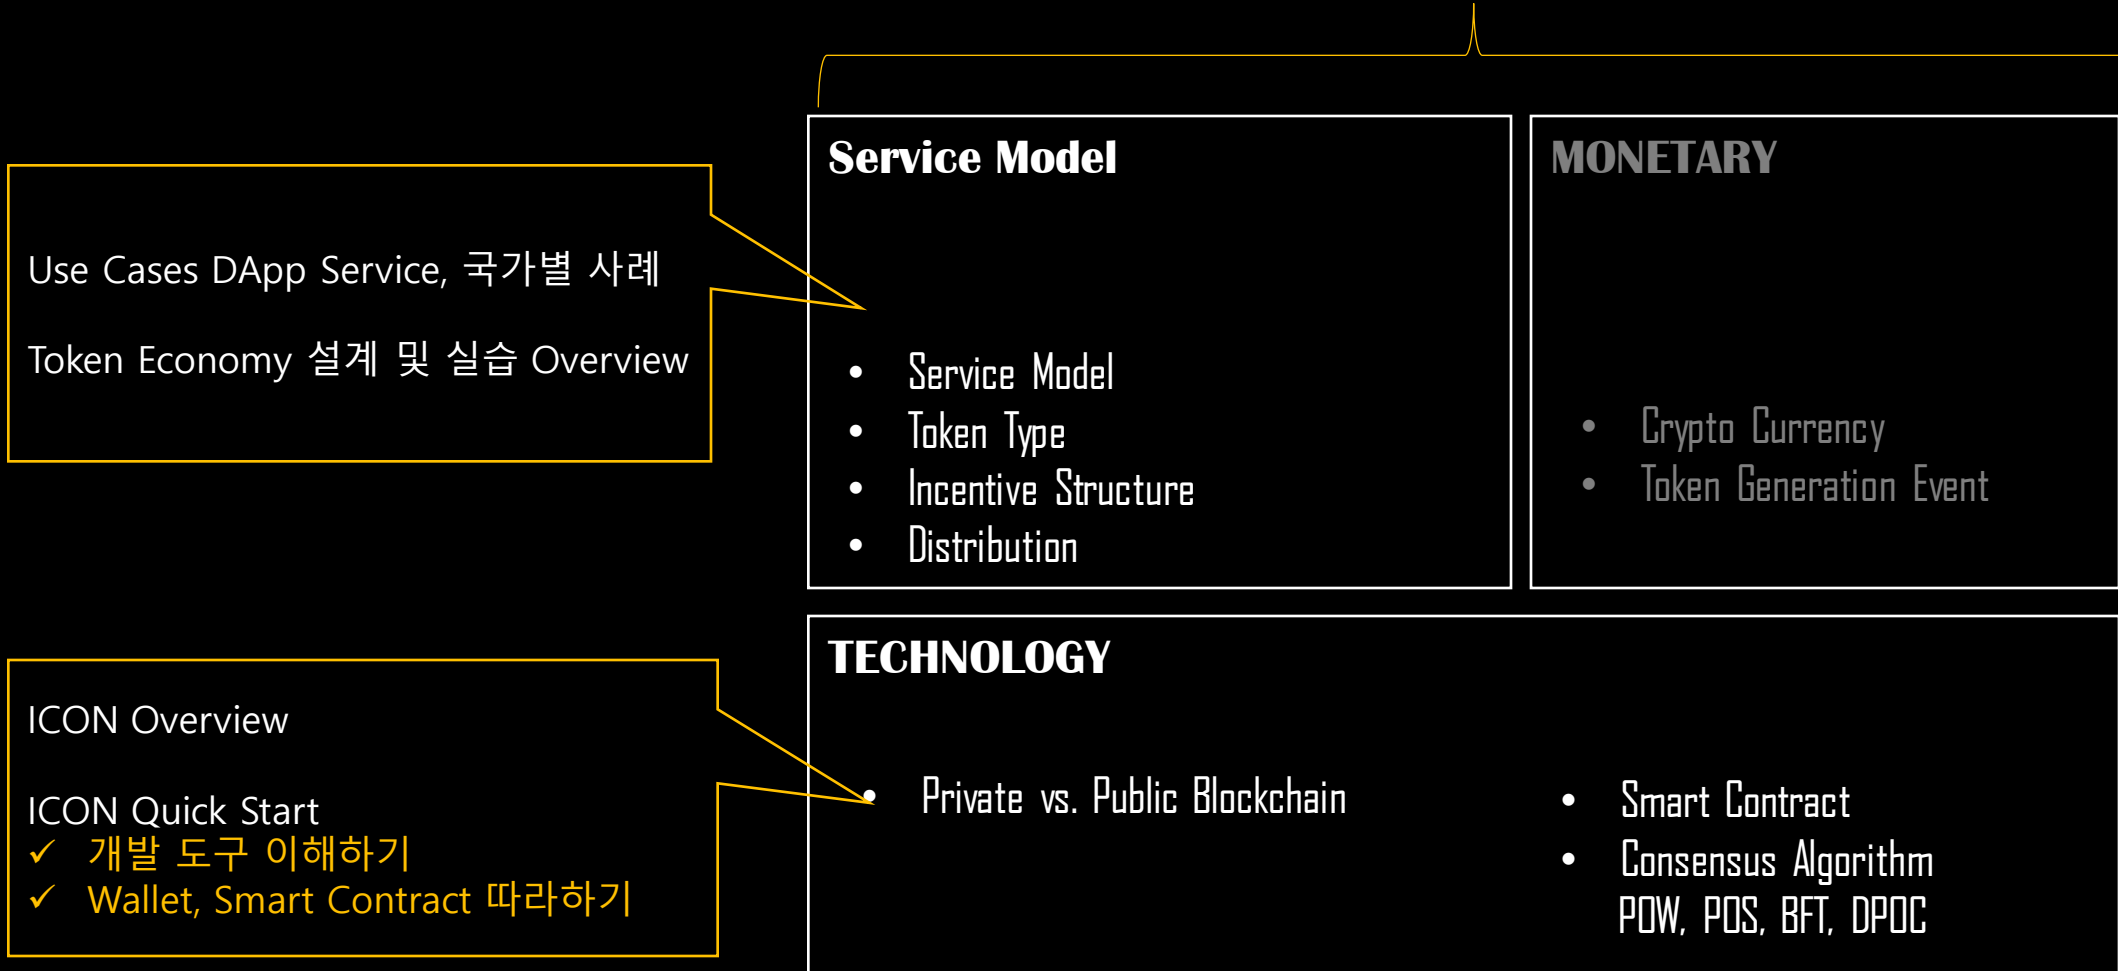 Service Model
MONETARY
Use Cases DApp Service, 국가별 사례
Token Economy 설계 및 실습 Overview
• Service Model
• Token Type
• Incentive Structure
• Distribution
• Crypto Currency
• Token Generation Event
TECHNOLOGY
ICON Overview
ICON Quick Start
✓ 개발 도구 이해하기
✓ Wallet, Smart Contract 따라하기
• Private vs. Public Blockchain
• Smart Contract
• Consensus Algorithm
POW, POS, BFT, DPOC